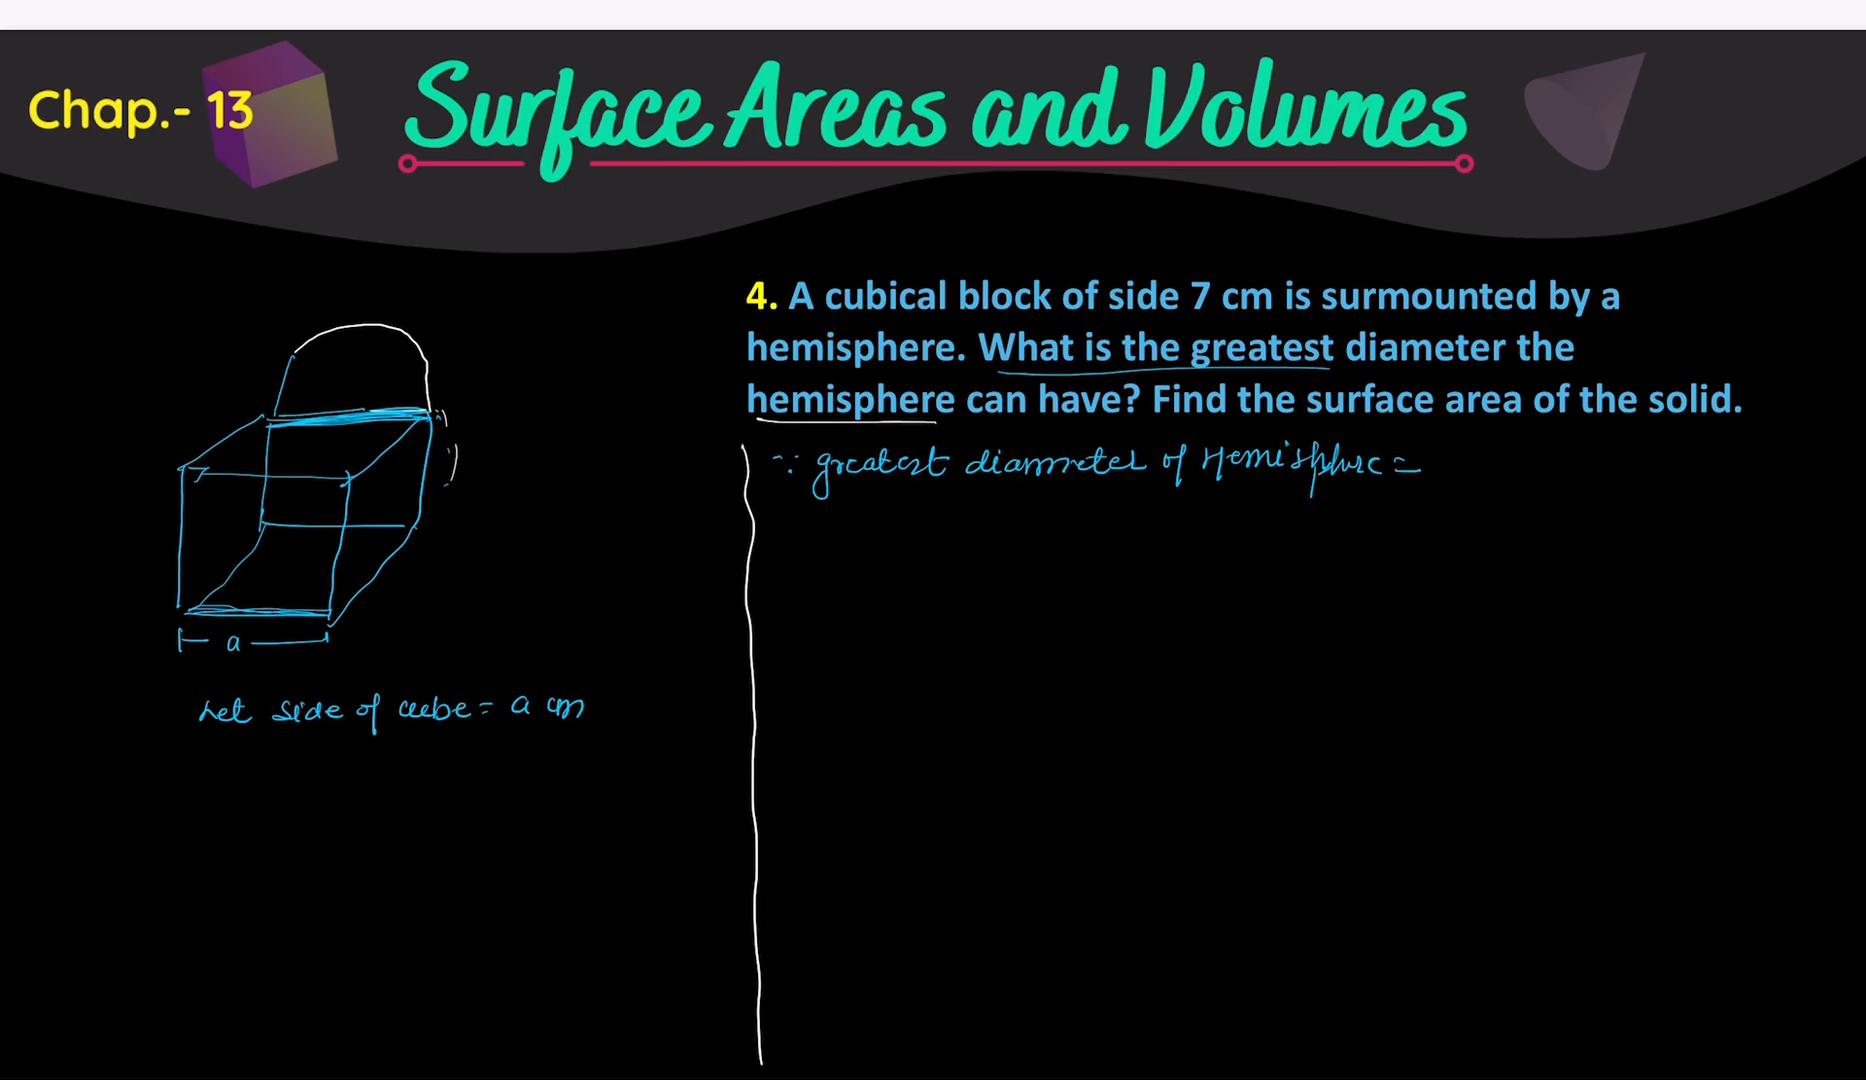 Chap.- 13
Surface Areas and Volumes
4. A cubical block of side 7 cm is surmounted by a
hemisphere. What is the greatest diameter the
hemisphere can have? Find the surface area of the solid.
∵ greatest diameter of Hemisphere =
a
Let side of cube = a cm